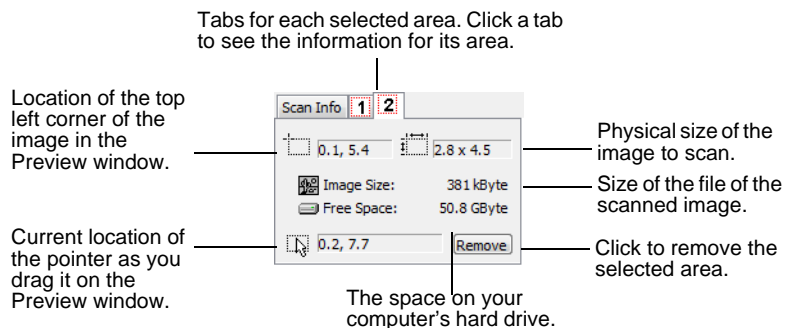 Tabs for each selected area. Click a tab
to see the information for its area.
Location of the top
left corner of the
image in the
Preview window.
Scan Info 1 2
0.1, 5.4 2.8 x 4.5
Physical size of the
image to scan.
Image Size: 381 kByte
Size of the file of the
scanned image.
Free Space: 50.8 GByte
Current location of
the pointer as you
drag it on the
Preview window.
0.2, 7.7 Remove
Click to remove the
selected area.
The space on your
computer's hard drive.